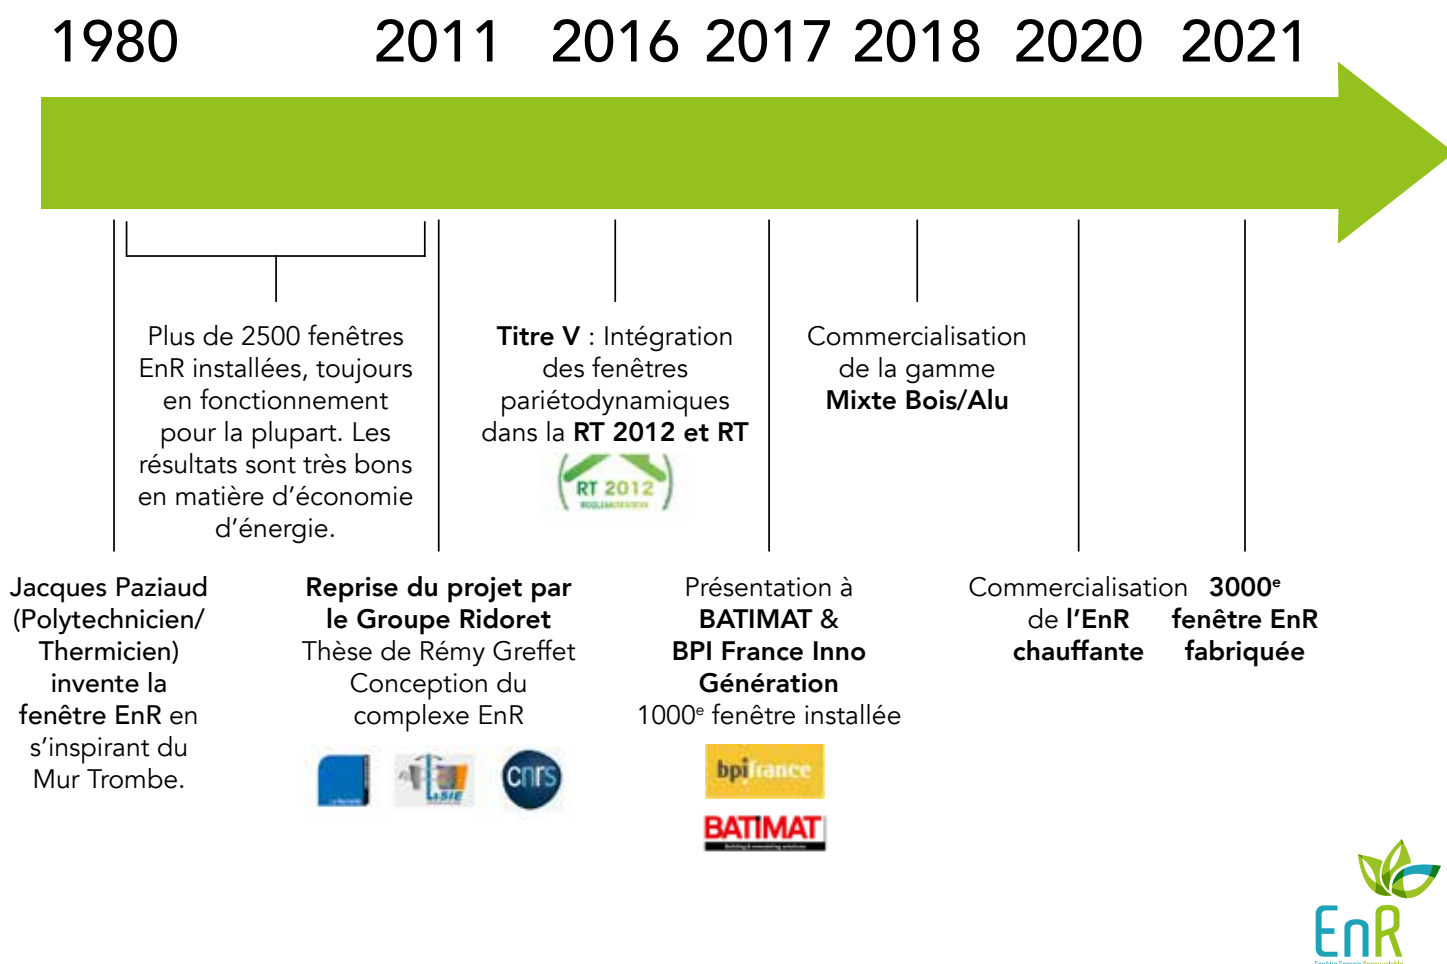 1980 2011 2016 2017 2018 2020 2021
Plus de 2500 fenêtres
EnR installées, toujours
en fonctionnement
pour la plupart. Les
résultats sont très bons
en matière d’économie
d’énergie.
Titre V : Intégration
des fenêtres
pariétodynamiques
dans la RT 2012 et RT
RT 2012
Commercialisation
de la gamme
Mixte Bois/Alu
Jacques Paziaud
(Polytechnicien/
Thermicien)
invente la
fenêtre EnR en
s’inspirant du
Mur Trombe.
Reprise du projet par
le Groupe Ridoret
Thèse de Rémy Greffet
Conception du
complexe EnR
LaSIE
cnrs
Présentation à
BATIMAT &
BPI France Inno
Génération
1000e fenêtre installée
bpifrance
BATIMAT
Commercialisation
de l’EnR
chauffante
3000e
fenêtre EnR
fabriquée
EnR